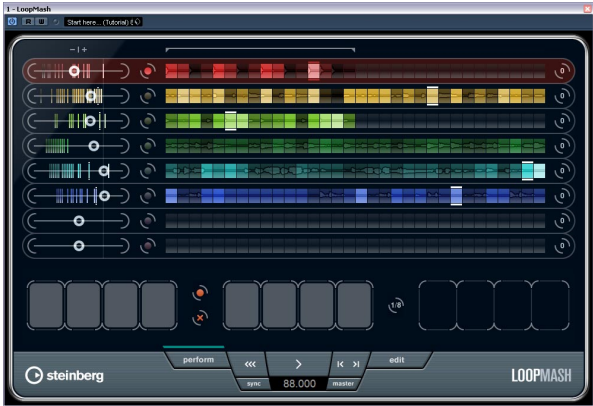 1 - LoopMash
R W Start here... (Tutorial)
- | +
0
0
0
0
0
0
0
0
1/8
perform
edit
sync 88.000 master
steinberg
LOOPMASH